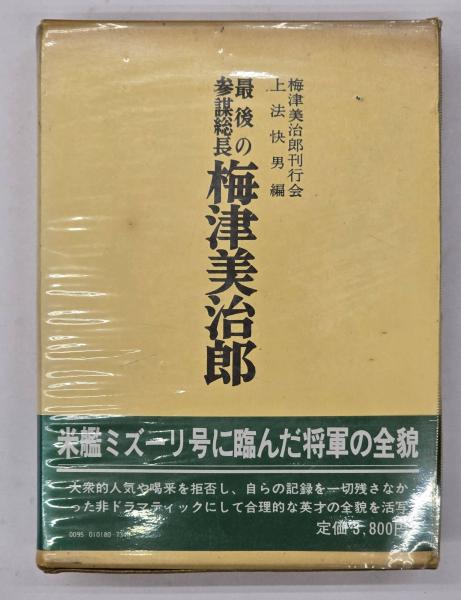 梅津美治郎刊行会
上法快男編
最後の
参謀総長
梅津美治郎
米艦ミズーリ号に臨んだ将軍の全貌
大衆的人気や喝采を拒否し、自らの記録を一切残さなか
った非ドラマティックにして合理的な英才の全貌を活写
定価3,800円
0095 010180